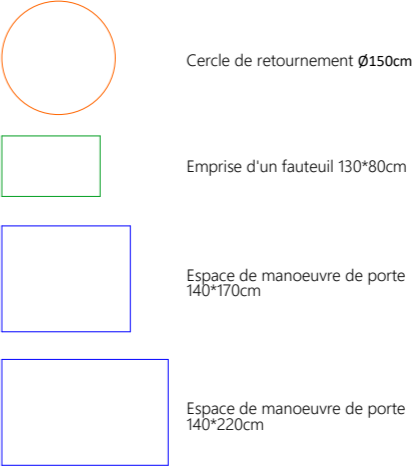 Cercle de retournement Ø150cm
Emprise d'un fauteuil 130*80cm
Espace de manoeuvre de porte
140*170cm
Espace de manoeuvre de porte
140*220cm